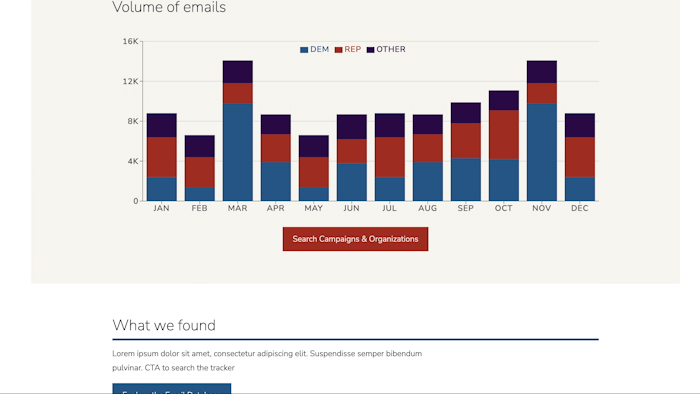 Volume of emails
16K
DEM REP OTHER
12K
8K
4K
0
JAN FEB MAR APR MAY JUN JUL AUG SEP OCT NOV DEC
Search Campaigns & Organizations
What we found
Lorem ipsum dolor sit amet, consectetur adipiscing elit. Suspendisse semper bibendum
pulvinar. CTA to search the tracker